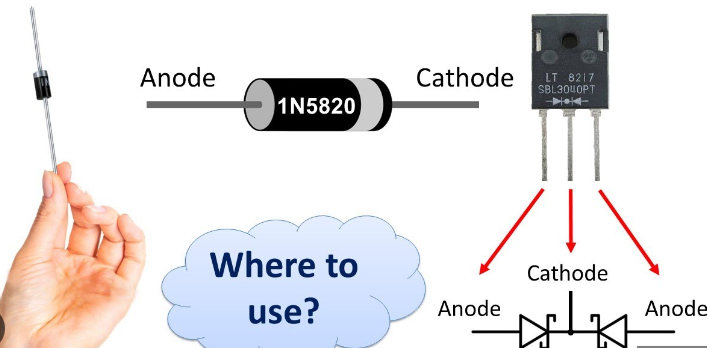 Anode
Cathode
1N5820
LT 8217
SBL3040PT
Where to
use?
Cathode
Anode
Anode